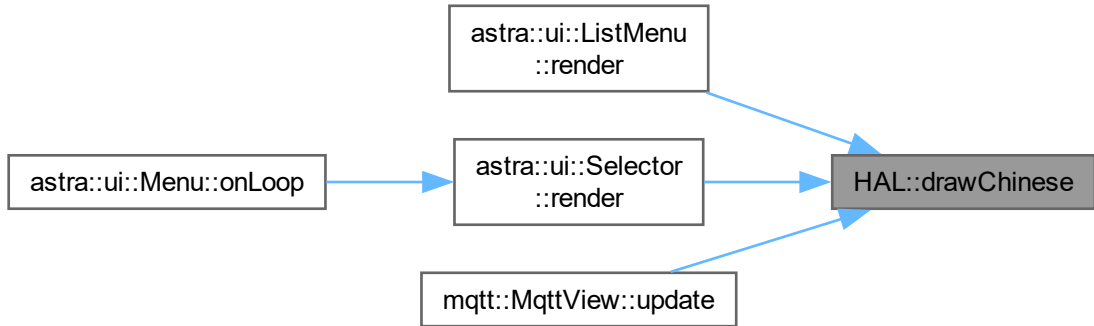 astra::ui::ListMenu
::render
astra::ui::Menu::onLoop
astra::ui::Selector
::render
HAL::drawChinese
mqtt::MqttView::update